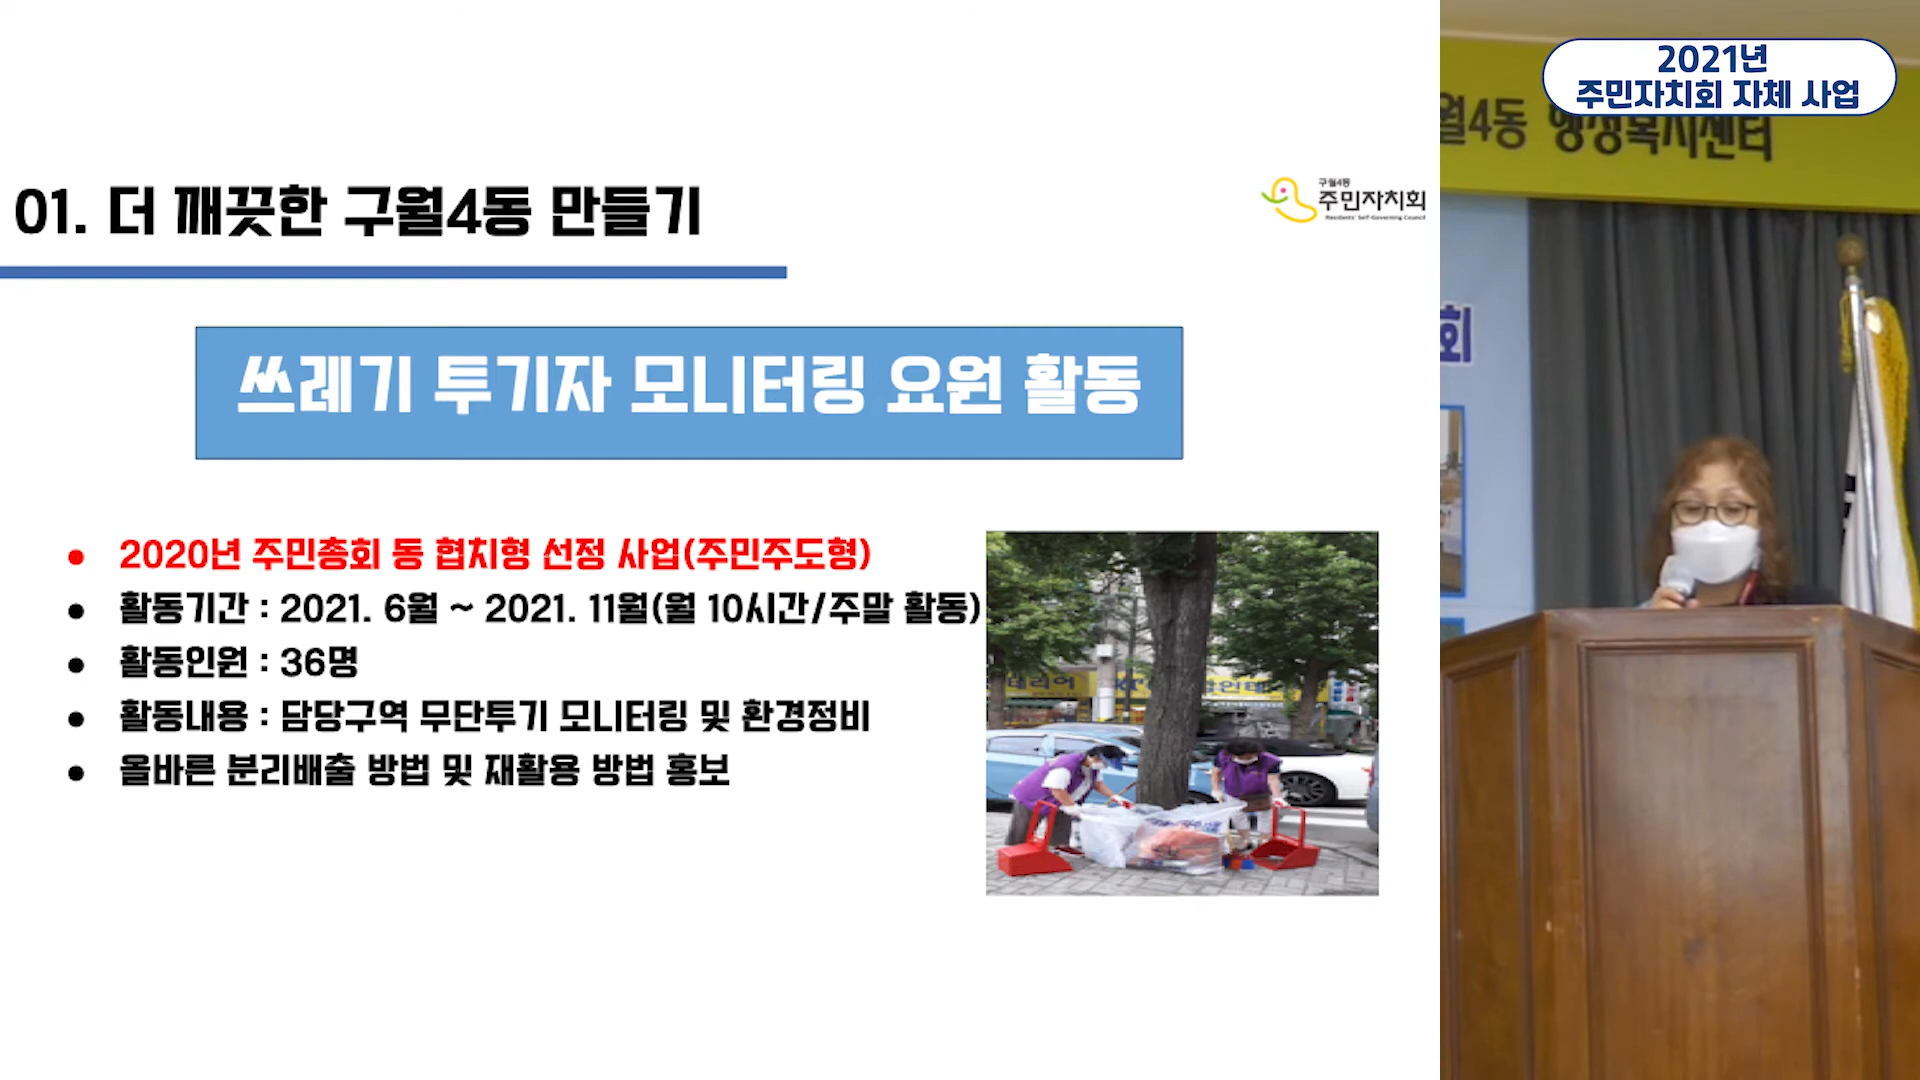 01. 더 깨끗한 구월4동 만들기
구월4동
주민자치회
Residents' Self-Governing Council
쓰레기 투기자 모니터링 요원 활동
• 2020년 주민총회 동 협치형 선정 사업(주민주도형)
• 활동기간 : 2021. 6월 ~ 2021. 11월(월 10시간/주말 활동)
• 활동인원 : 36명
• 활동내용 : 담당구역 무단투기 모니터링 및 환경정비
• 올바른 분리배출 방법 및 재활용 방법 홍보
2021년
주민자치회 자체 사업
월4동 행정복지센터
회